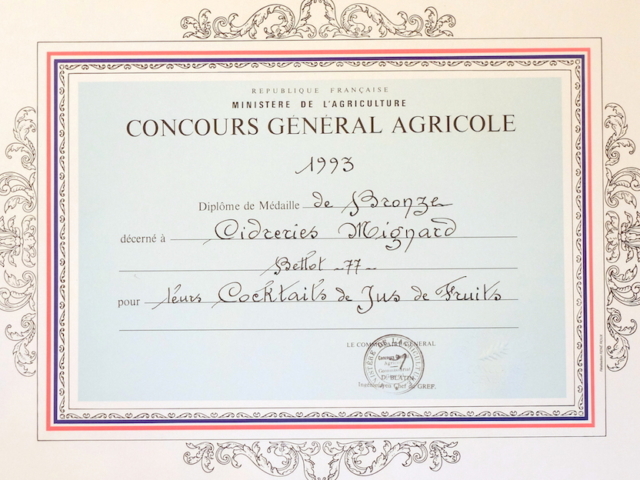 REPUBLIQUE FRANÇAISE
MINISTERE DE L'AGRICULTURE
CONCOURS GÉNÉRAL AGRICOLE
1993
Diplôme de Médaille de Bronze
décerné à Cidreries Mignard
Bellot -77-
pour leurs Cocktails de Jus de Fruits
LE COMMISSAIRE GÉNÉRAL
D. BLATIN